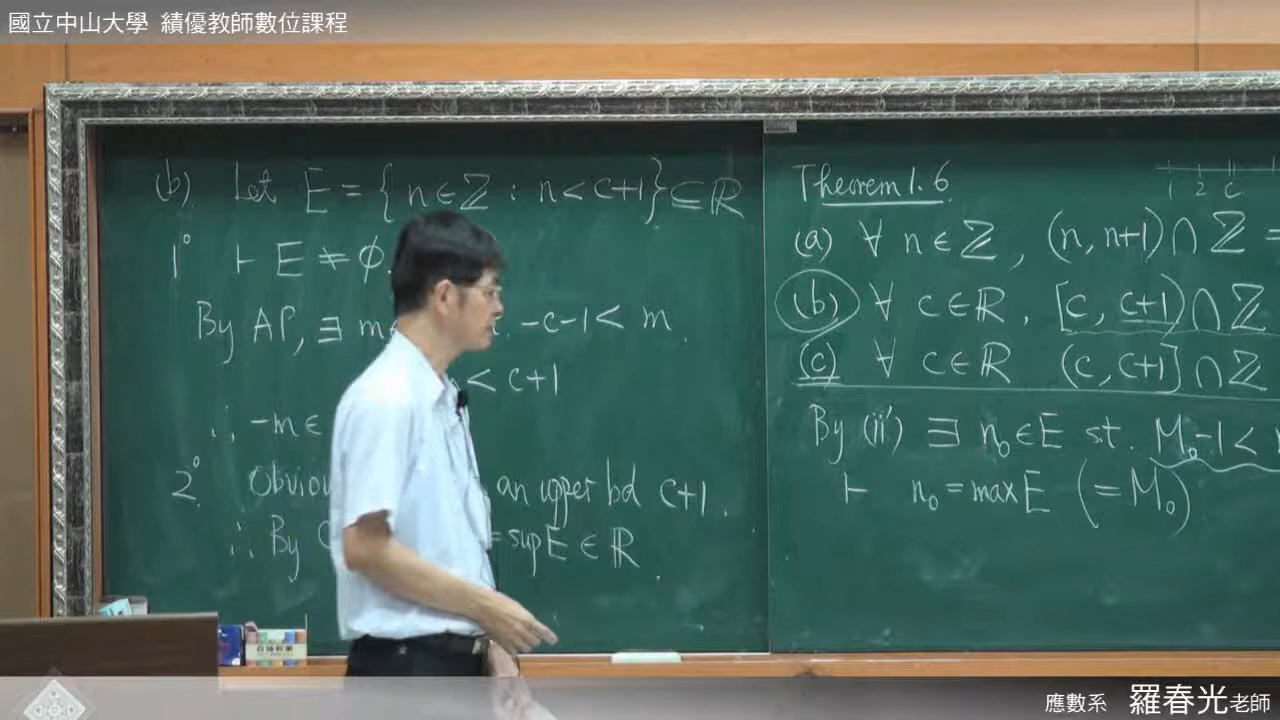 國立中山大學 績優教師數位課程
(b). Let E = { n ∈ ℤ : n < c+1 } ⊆ ℝ
1° ⊢ E ≠ φ.
By AP, ∃ m -c-1 < m.
< c+1
∴ -m ∈
2° an upper bd c+1.
∴ By = sup E ∈ ℝ.
Theorem 1.6
1 2 c
(a) ∀ n ∈ ℤ, (n, n+1) ∩ ℤ =
(b) ∀ c ∈ ℝ, [c, c+1) ∩ ℤ
(c) ∀ c ∈ ℝ (c, c+1] ∩ ℤ
By (ii') ∃ n₀ ∈ E st. M₀-1 <
⊢ n₀ = max E (= M₀)
應數系 羅春光老師